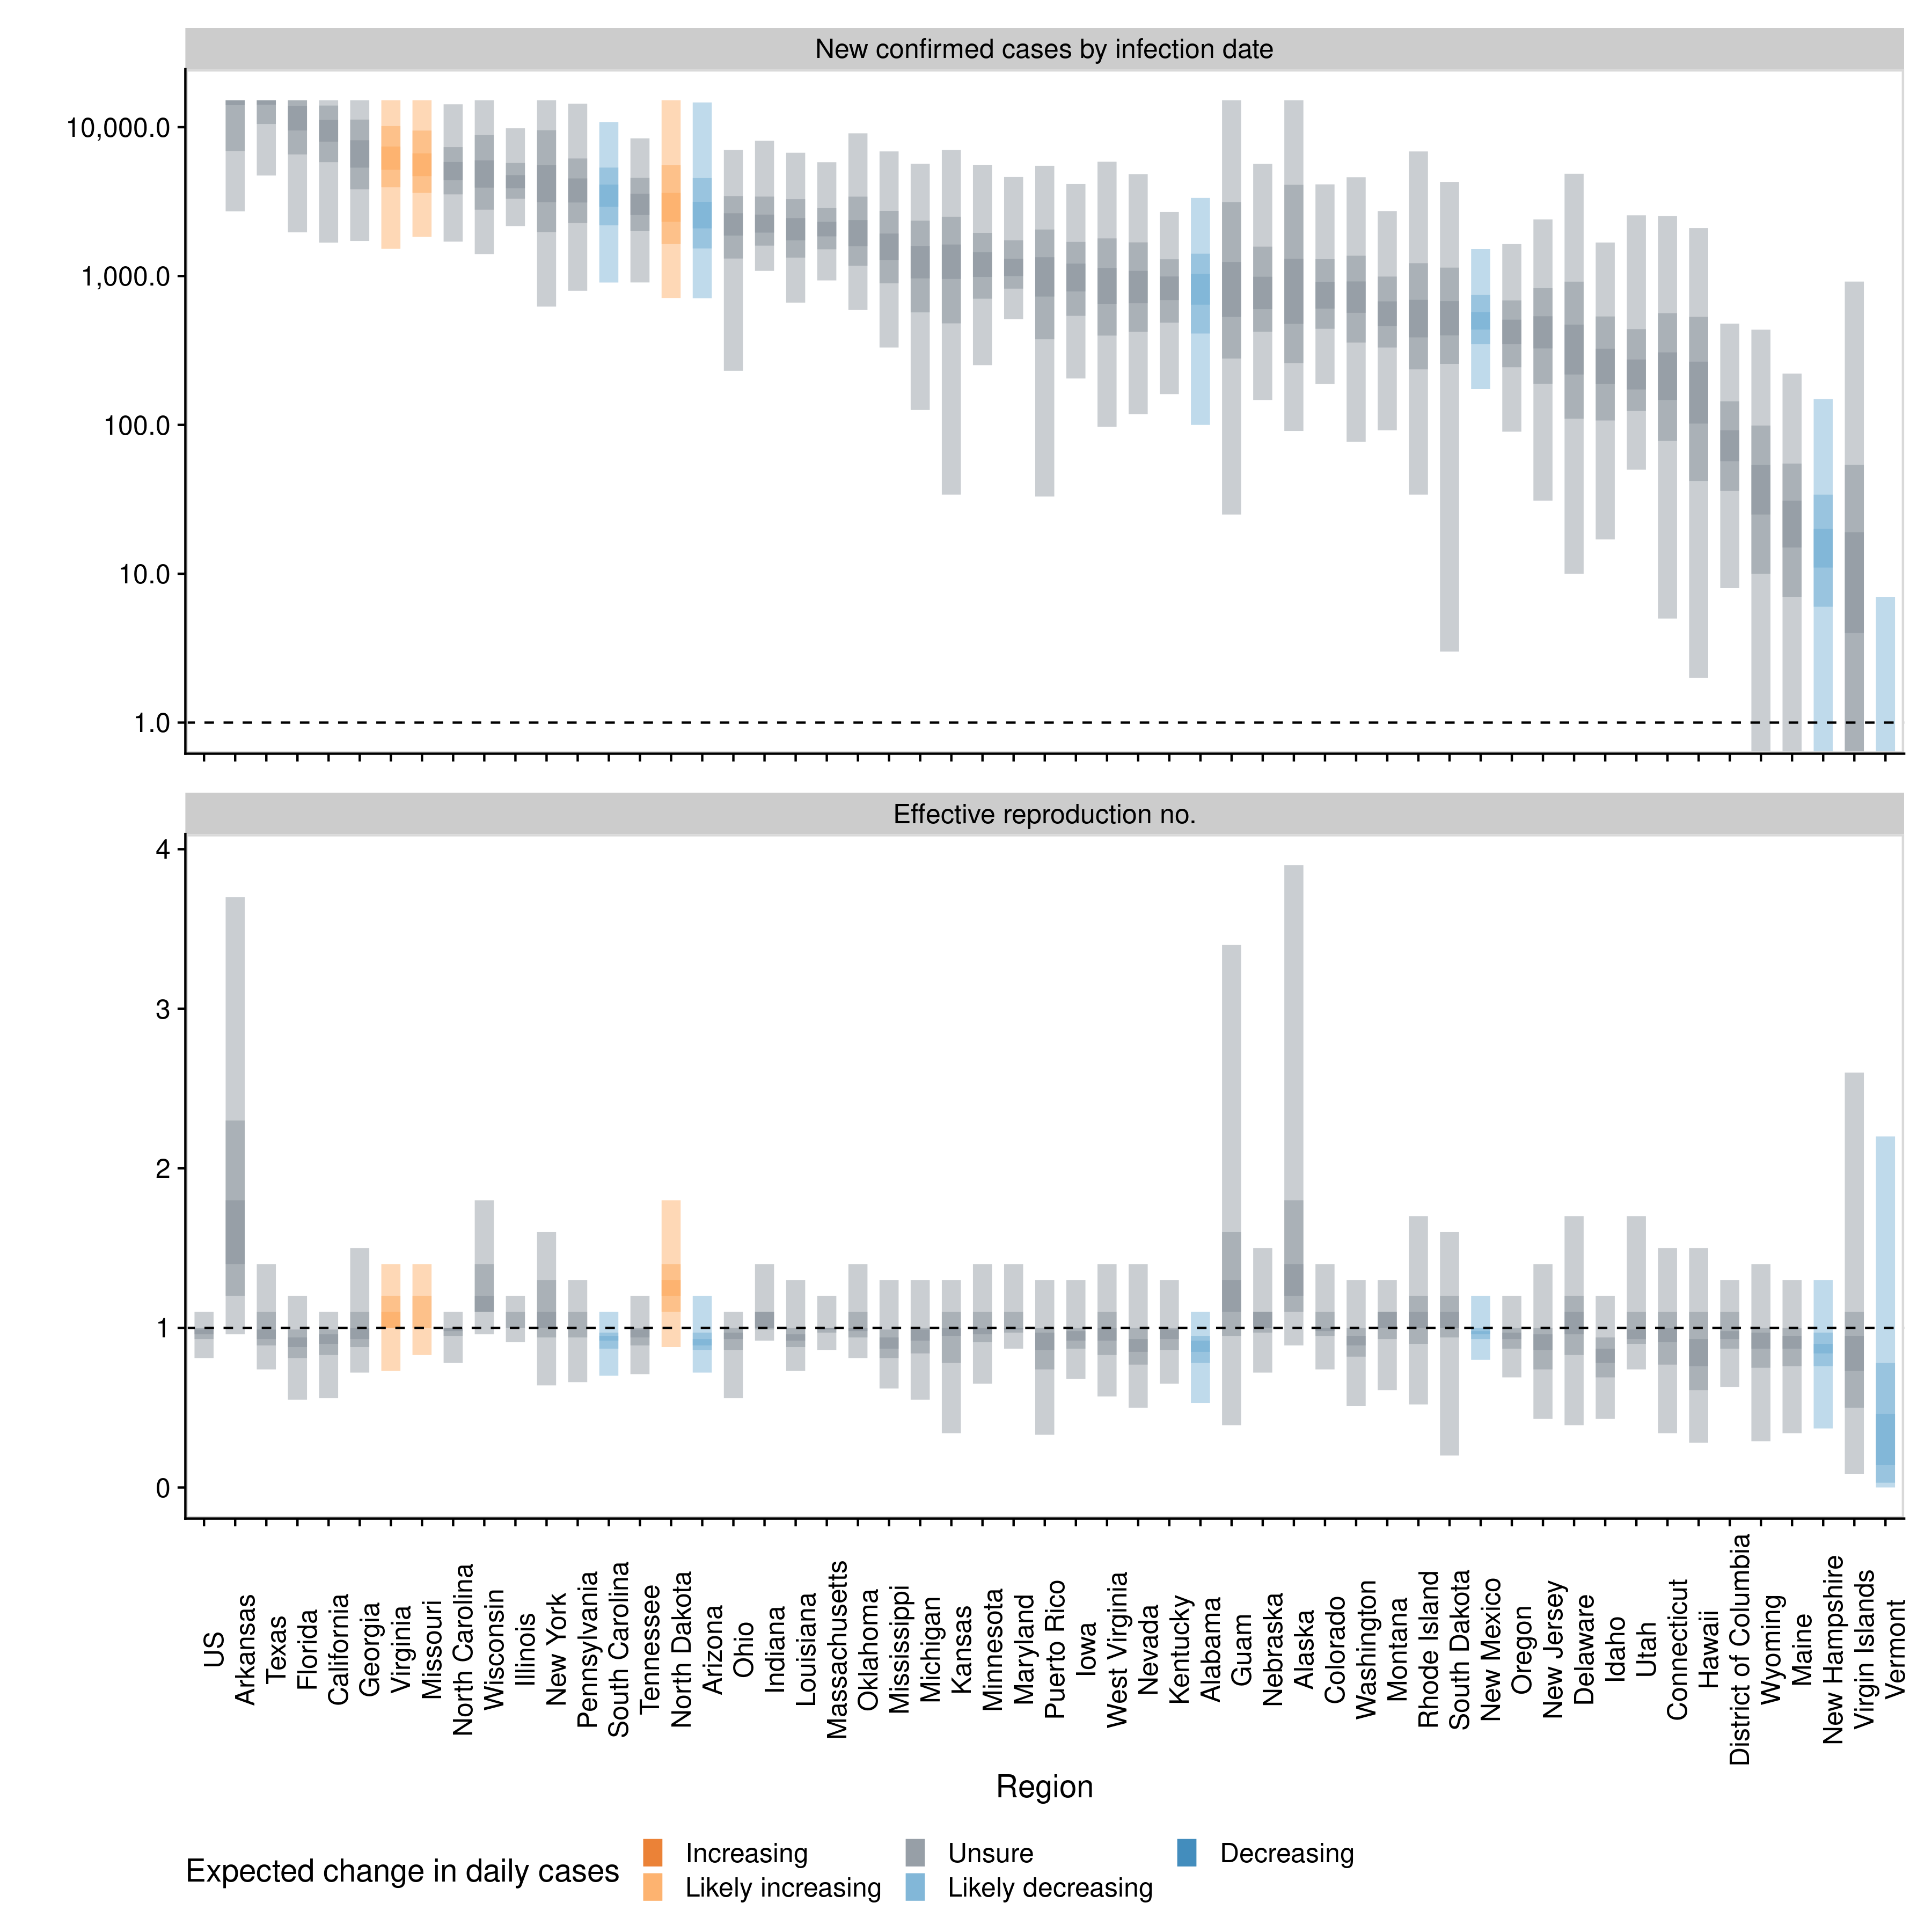 New confirmed cases by infection date
10,000.0
1,000.0
100.0
10.0
1.0
Effective reproduction no.
4
3
2
1
0
US
Arkansas
Texas
Florida
California
Georgia
Virginia
Missouri
North Carolina
Wisconsin
Illinois
New York
Pennsylvania
South Carolina
Tennessee
North Dakota
Arizona
Ohio
Indiana
Louisiana
Massachusetts
Oklahoma
Mississippi
Michigan
Kansas
Minnesota
Maryland
Puerto Rico
Iowa
West Virginia
Nevada
Kentucky
Alabama
Guam
Nebraska
Alaska
Colorado
Washington
Montana
Rhode Island
South Dakota
New Mexico
Oregon
New Jersey
Delaware
Idaho
Utah
Connecticut
Hawaii
District of Columbia
Wyoming
Maine
New Hampshire
Virgin Islands
Vermont
Region
Expected change in daily cases
Increasing
Likely increasing
Unsure
Likely decreasing
Decreasing